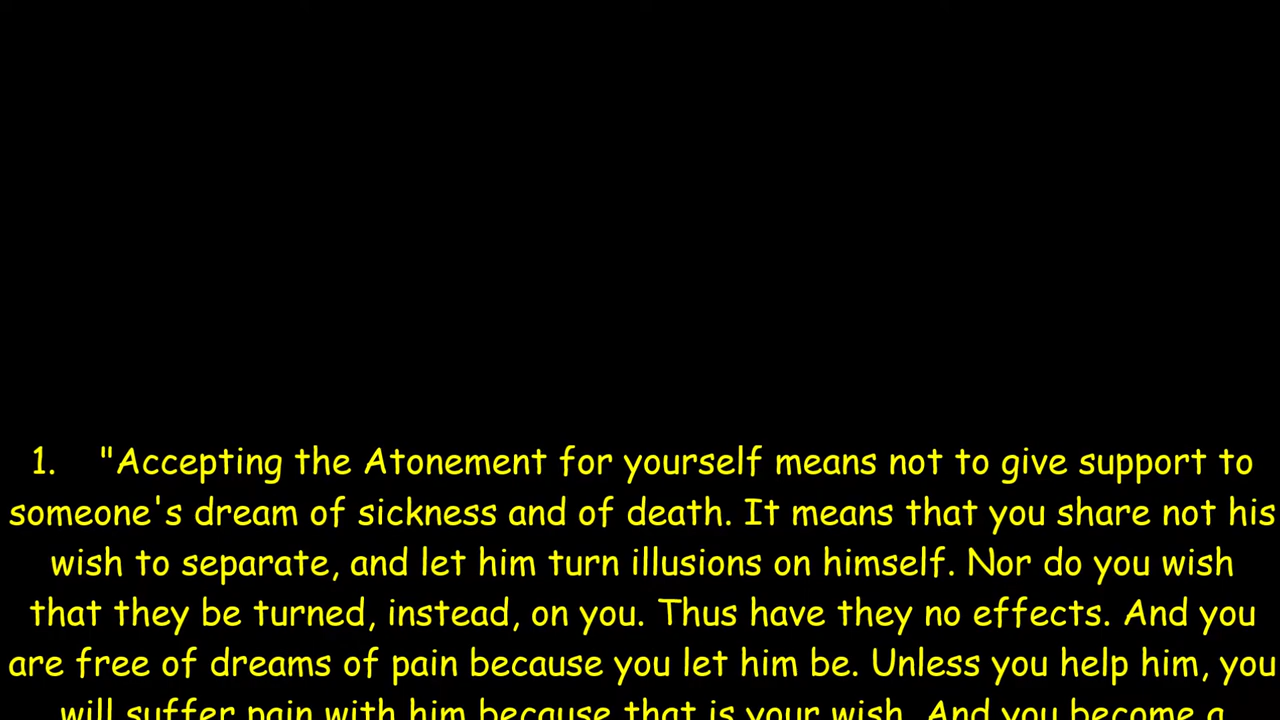 1. "Accepting the Atonement for yourself means not to give support to
someone's dream of sickness and of death. It means that you share not his
wish to separate, and let him turn illusions on himself. Nor do you wish
that they be turned, instead, on you. Thus have they no effects. And you
are free of dreams of pain because you let him be. Unless you help him, you
will suffer pain with him because that is your wish. And you become a